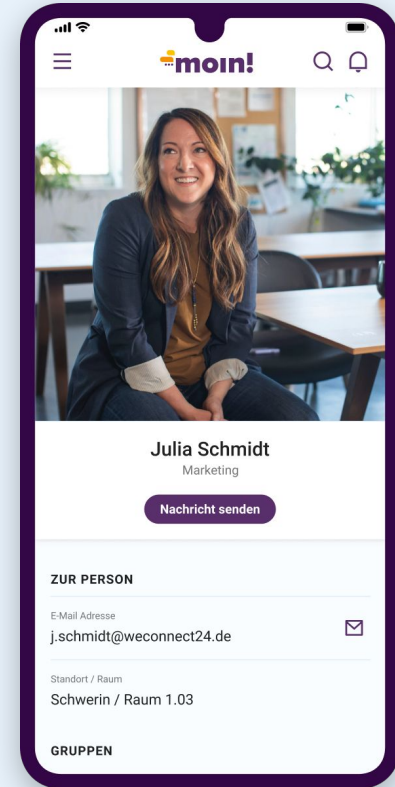 moin!
Julia Schmidt
Marketing
Nachricht senden
ZUR PERSON
E-Mail Adresse
j.schmidt@weconnect24.de
Standort / Raum
Schwerin / Raum 1.03
GRUPPEN